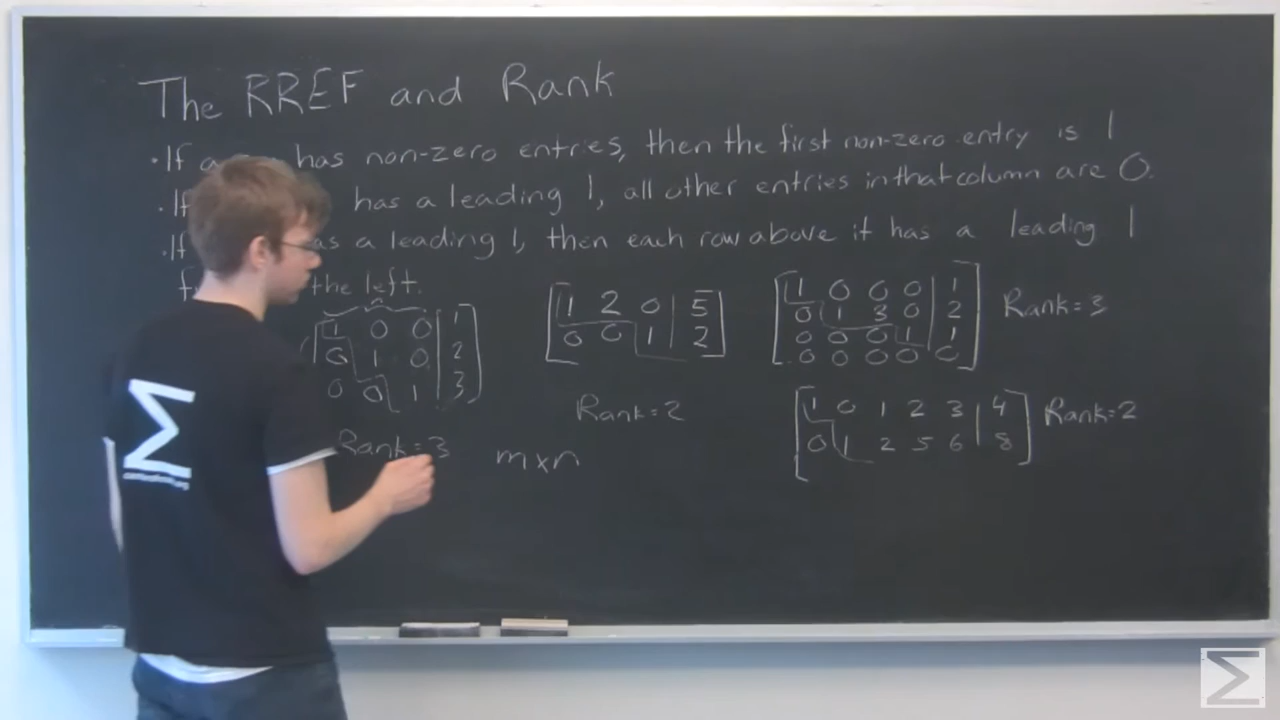 The RREF and Rank
• If a has non-zero entries, then the first non-zero entry is 1
• If has a leading 1, all other entries in that column are 0.
• If as a leading 1, then each row above it has a leading 1
the left.
1 0 0 | 1
0 1 0 | 2
0 0 1 | 3
Rank=3
1 2 0 | 5
0 0 1 | 2
Rank=2
1 0 0 0 | 1
0 1 3 0 | 2
0 0 0 1 | 1
0 0 0 0 0
Rank=3
1 0 1 2 3 | 4
0 1 2 5 6 | 8
Rank=2
m×n
Σ
Σ